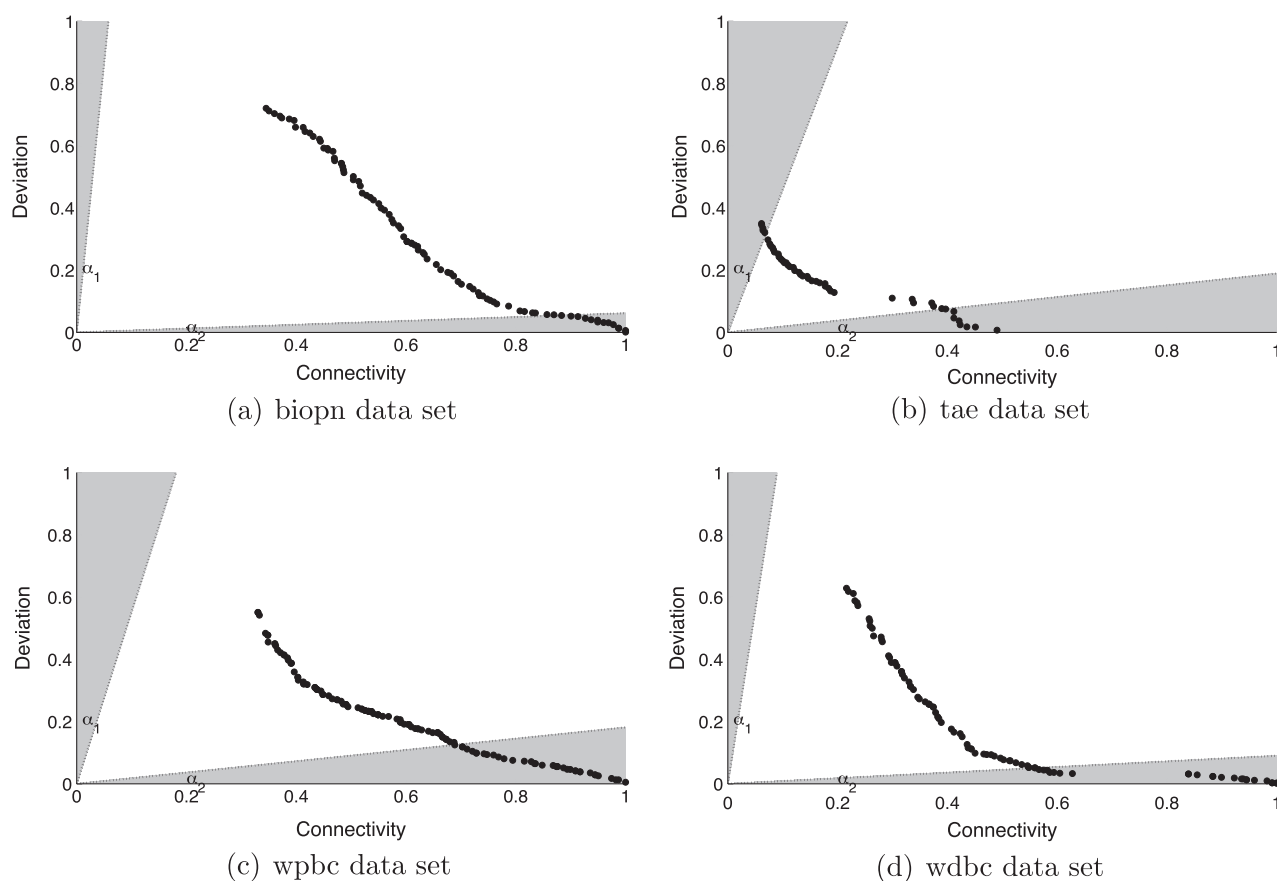 1
0.8
0.6
0.4
0.2
0
Deviation
α1
α2
0 0.2 0.4 0.6 0.8 1
Connectivity
(a) biopn data set
1
0.8
0.6
0.4
0.2
0
Deviation
α1
α2
0 0.2 0.4 0.6 0.8 1
Connectivity
(b) tae data set
1
0.8
0.6
0.4
0.2
0
Deviation
α1
α2
0 0.2 0.4 0.6 0.8 1
Connectivity
(c) wpbc data set
1
0.8
0.6
0.4
0.2
0
Deviation
α1
α2
0 0.2 0.4 0.6 0.8 1
Connectivity
(d) wdbc data set